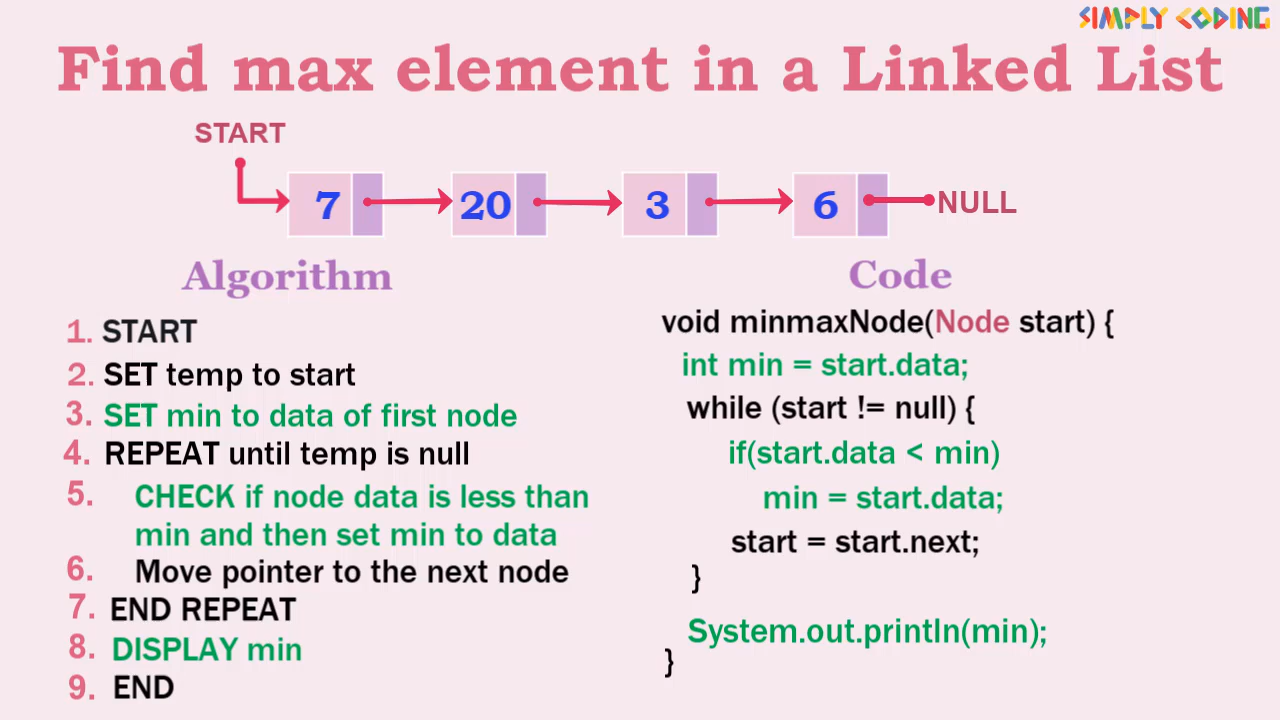 SIMPLY CODING
Find max element in a Linked List
START
7 20 3 6 NULL
Algorithm
1. START
2. SET temp to start
3. SET min to data of first node
4. REPEAT until temp is null
5. CHECK if node data is less than
min and then set min to data
6. Move pointer to the next node
7. END REPEAT
8. DISPLAY min
9. END
Code
void minmaxNode(Node start) {
int min = start.data;
while (start != null) {
if(start.data < min)
min = start.data;
start = start.next;
}
System.out.println(min);
}